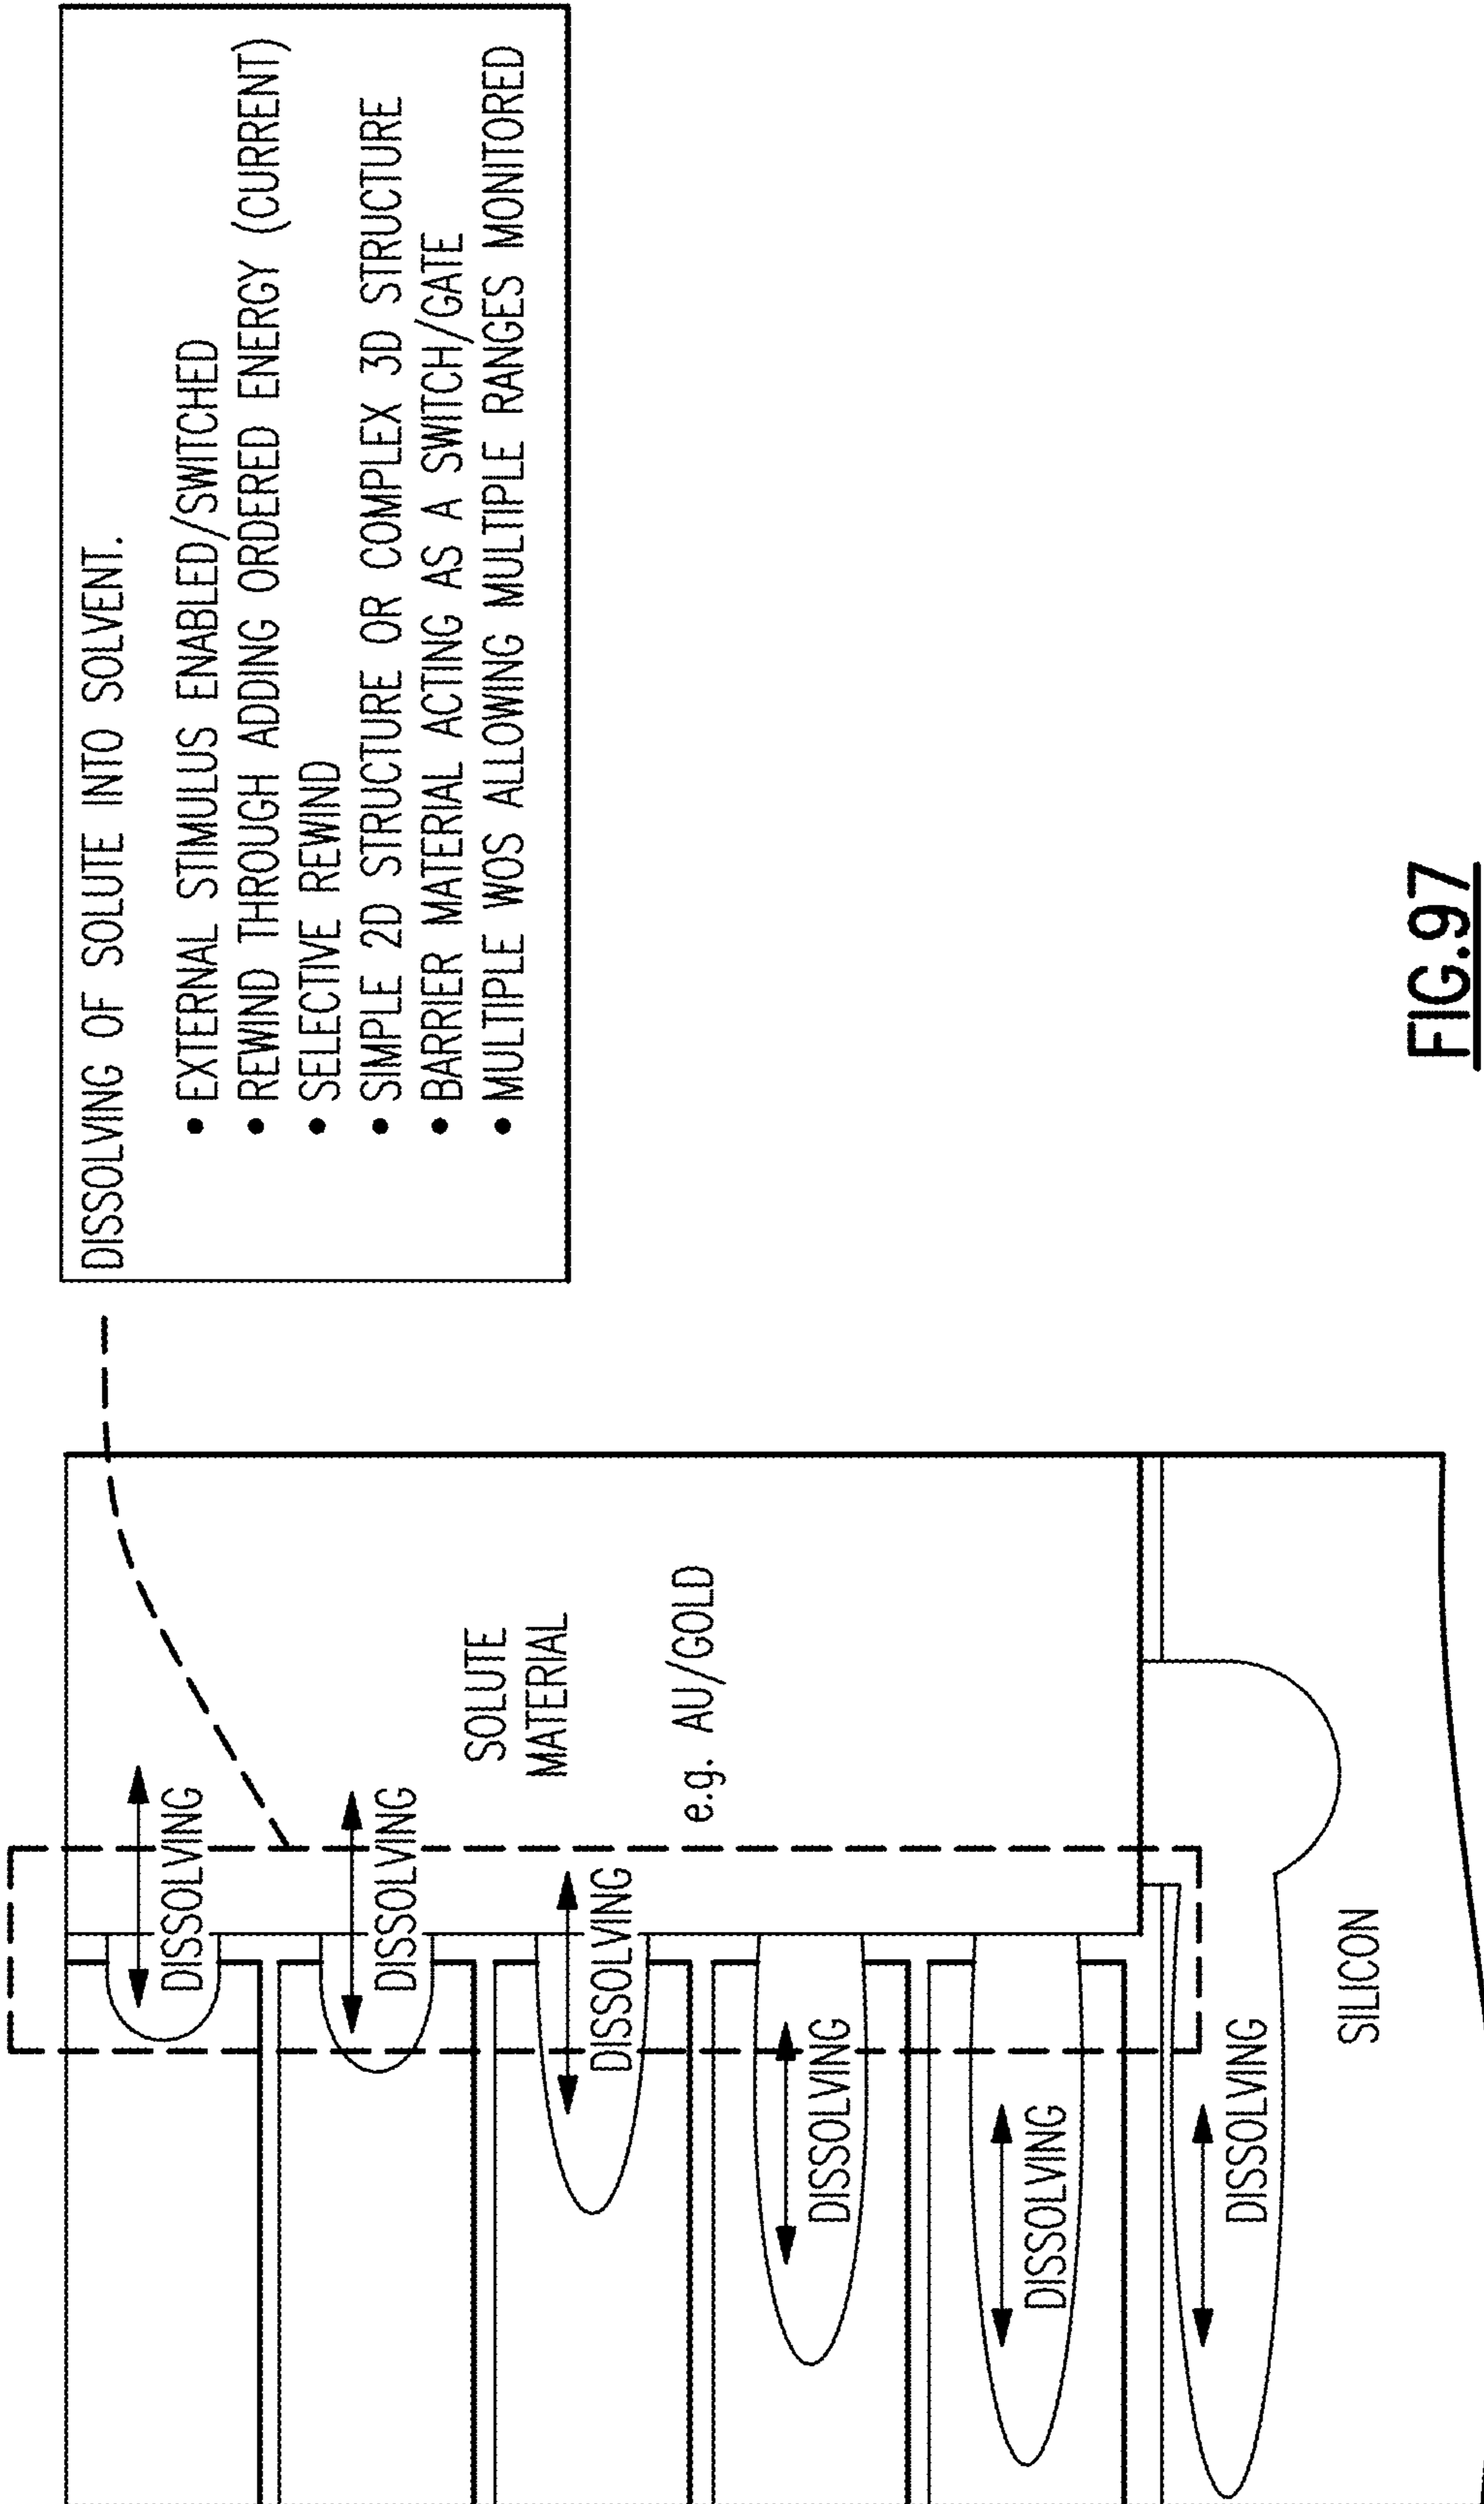 DISSOLVING OF SOLUTE INTO SOLVENT.
• EXTERNAL STIMULUS ENABLED/SWITCHED
• REWIND THROUGH ADDING ORDERED ENERGY (CURRENT)
• SELECTIVE REWIND
• SIMPLE 2D STRUCTURE OR COMPLEX 3D STRUCTURE
• BARRIER MATERIAL ACTING AS A SWITCH/GATE
• MULTIPLE WOS ALLOWING MULTIPLE RANGES MONITORED
DISSOLVING
DISSOLVING
SOLUTE
MATERIAL
DISSOLVING
e.g. AU/GOLD
DISSOLVING
DISSOLVING
DISSOLVING
SILICON
FIG.97